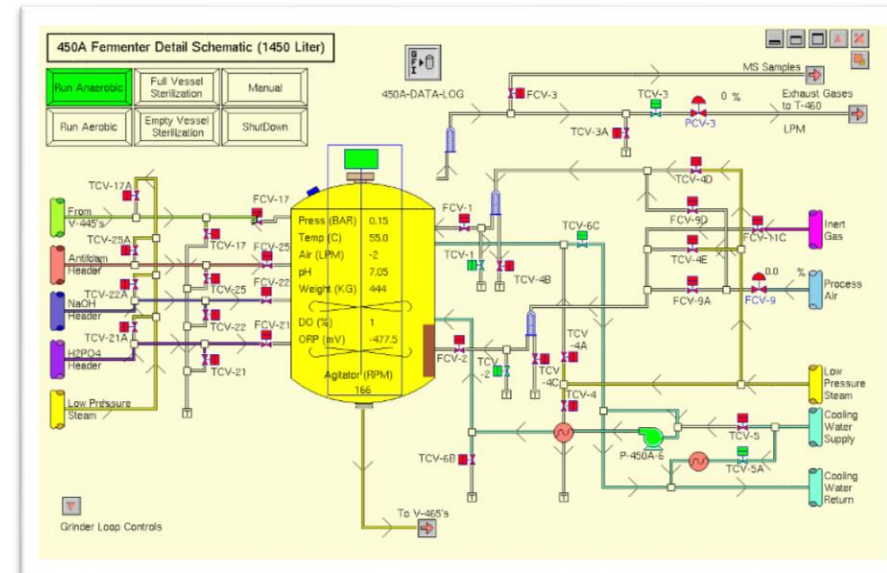 450A Fermenter Detail Schematic (1450 Liter)
Run Anaerobic
Full Vessel
Sterilization
Manual
Run Aerobic
Empty Vessel
Sterilization
ShutDown
GFI
450A-DATA-LOG
MS Samples
FCV-3
TCV-3
0 %
Exhaust Gases
to T-460
PCV-3
TCV-3A
LPM
TCV-17A
FCV-17
From
V-445's
TCV-17
TCV-25A
FCV-25
Antifoam
Header
TCV-25
TCV-22A
FCV-22
NaOH
Header
TCV-22
TCV-21A
FCV-21
H2PO4
Header
TCV-21
Low Pressure
Steam
Press (BAR) 0.15
Temp (C) 55.0
Air (LPM) -2
pH 7.05
Weight (KG) 444
DO (%) 1
ORP (mV) -477.5
Agitator (RPM)
166
FCV-1
TCV-1
TCV-4B
TCV-6C
TCV-4D
FCV-9D
FCV-11C
Inert
Gas
TCV-4E
0.0 %
FCV-9A
FCV-9
Process
Air
FCV-2
TCV
-2
TCV
-4C
TCV
-4A
TCV-4
Low
Pressure
Steam
TCV-6B
P-450A-6
TCV-5
Cooling
Water
Supply
TCV-5A
Cooling
Water
Return
Grinder Loop Controls
To V-465's